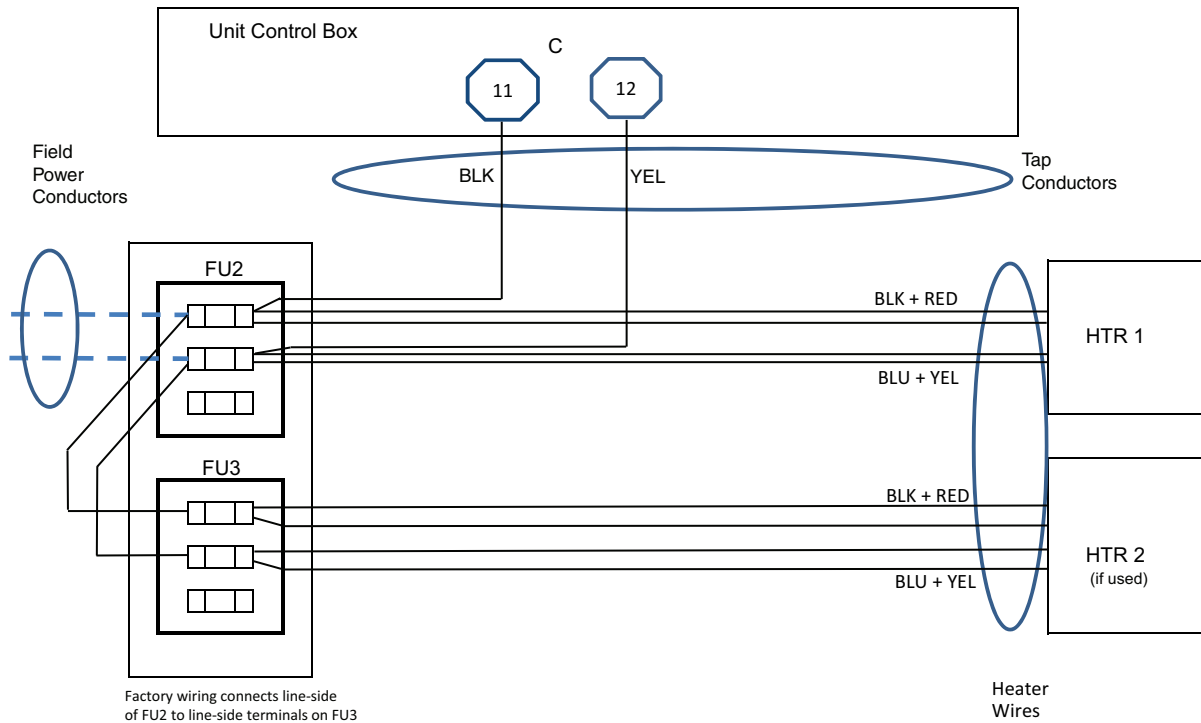 Unit Control Box
C
11
12
Field
Power
Conductors
BLK
YEL
Tap
Conductors
FU2
BLK + RED
HTR 1
BLU + YEL
FU3
BLK + RED
HTR 2
(if used)
BLU + YEL
Factory wiring connects line-side
of FU2 to line-side terminals on FU3
Heater
Wires